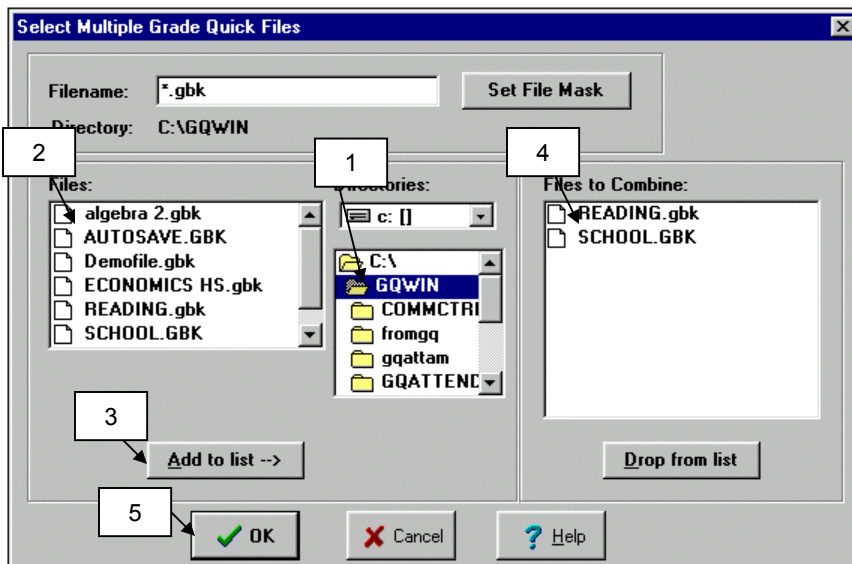 Select Multiple Grade Quick Files
Filename: *.gbk Set File Mask
Directory: C:\GQWIN
2
1
4
Files:
Directories:
Files to Combine:
algebra 2.gbk
AUTOSAVE.GBK
Demofile.gbk
ECONOMICS HS.gbk
READING.gbk
SCHOOL.GBK
c: []
C:\
GQWIN
COMMCTRL
fromgq
gqattam
GQATTEND
READING.gbk
SCHOOL.GBK
3
Add to list -->
Drop from list
5
OK
Cancel
? Help